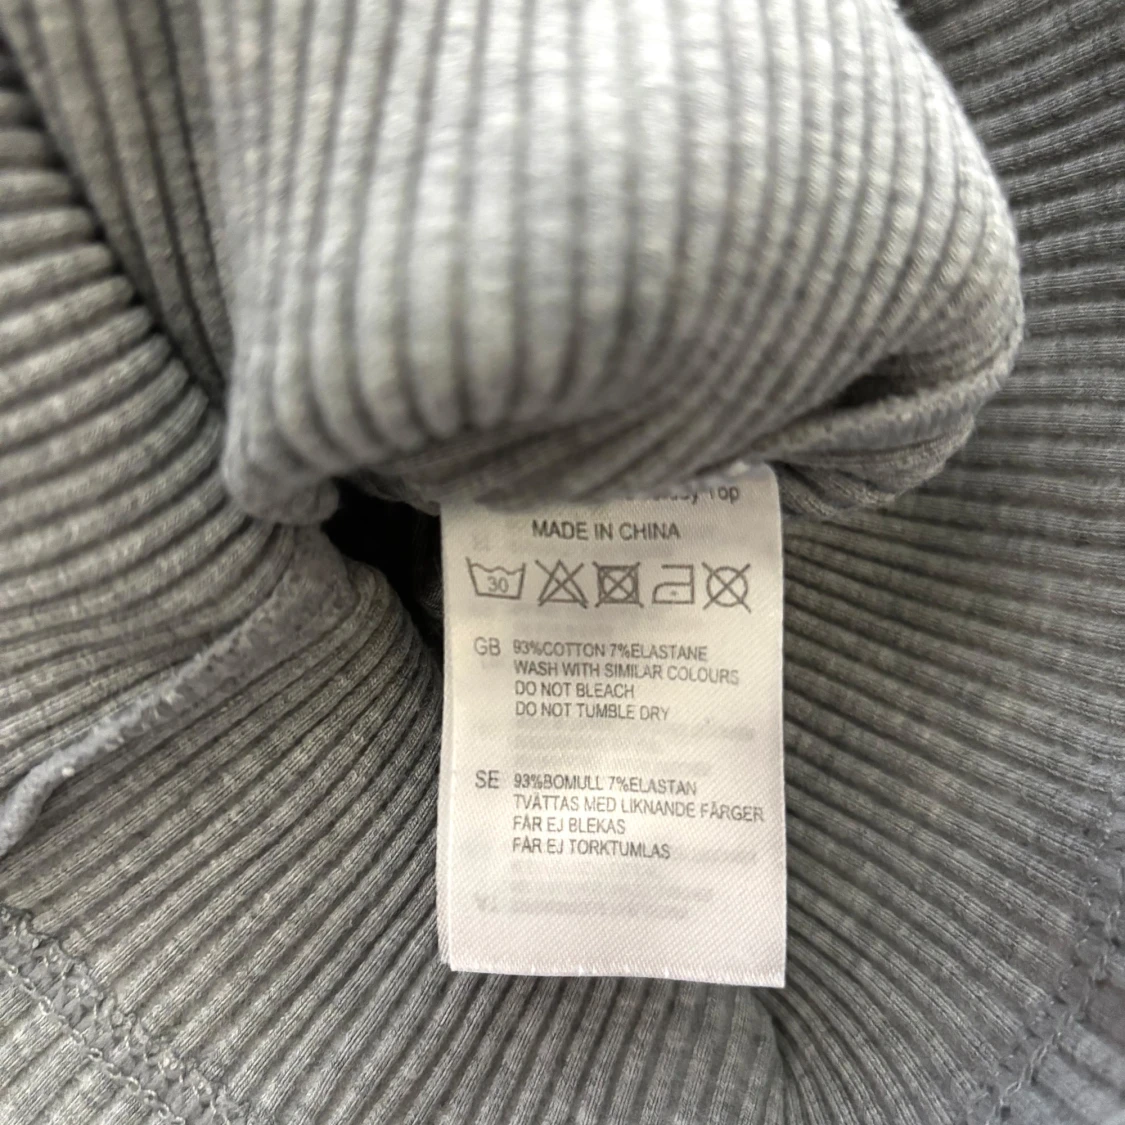 Top
MADE IN CHINA
30
GB 93%COTTON 7%ELASTANE
WASH WITH SIMILAR COLOURS
DO NOT BLEACH
DO NOT TUMBLE DRY
SE 93%BOMULL 7%ELASTAN
TVÄTTAS MED LIKNANDE FÄRGER
FÅR EJ BLEKAS
FÅR EJ TORKTUMLAS